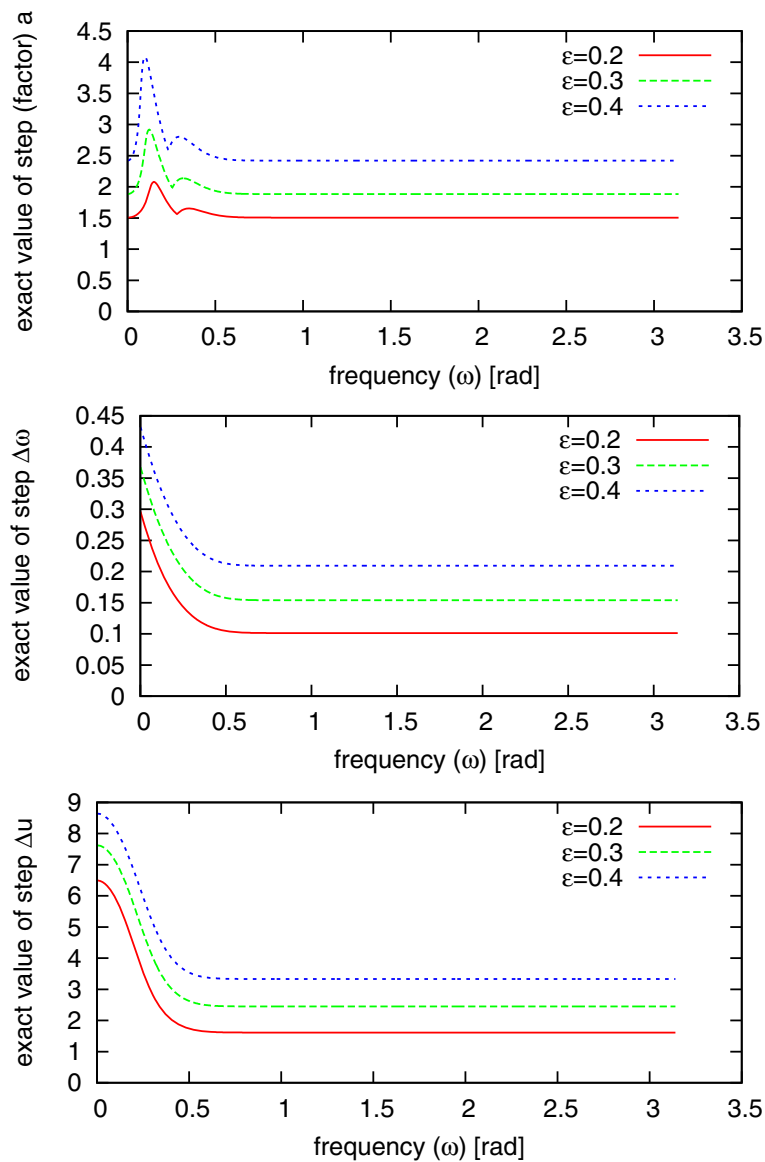 exact value of step (factor) a
4.5
4
3.5
3
2.5
2
1.5
1
0.5
0
ε=0.2
ε=0.3
ε=0.4
0 0.5 1 1.5 2 2.5 3 3.5
frequency (ω) [rad]
exact value of step Δω
0.45
0.4
0.35
0.3
0.25
0.2
0.15
0.1
0.05
0
ε=0.2
ε=0.3
ε=0.4
0 0.5 1 1.5 2 2.5 3 3.5
frequency (ω) [rad]
exact value of step Δu
9
8
7
6
5
4
3
2
1
0
ε=0.2
ε=0.3
ε=0.4
0 0.5 1 1.5 2 2.5 3 3.5
frequency (ω) [rad]